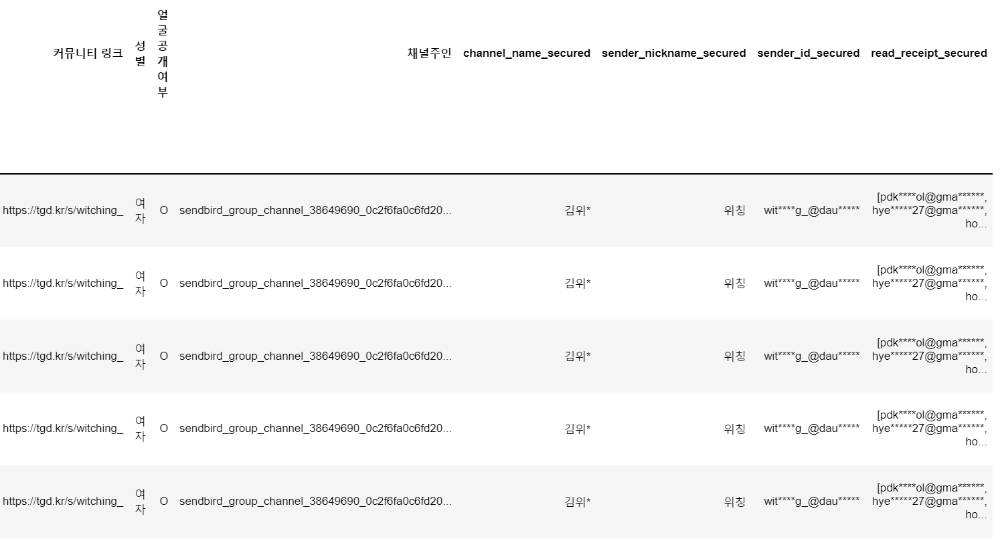 커뮤니티 링크 성별 얼굴공개여부 채널주인 channel_name_secured sender_nickname_secured sender_id_secured read_receipt_secured
https://tgd.kr/s/witching_ 여자 O sendbird_group_channel_38649690_0c2f6fa0c6fd20... 김위* 위칭 wit****g_@dau***** [pdk****ol@gma******,
hye*****27@gma******,
ho...
https://tgd.kr/s/witching_ 여자 O sendbird_group_channel_38649690_0c2f6fa0c6fd20... 김위* 위칭 wit****g_@dau***** [pdk****ol@gma******,
hye*****27@gma******,
ho...
https://tgd.kr/s/witching_ 여자 O sendbird_group_channel_38649690_0c2f6fa0c6fd20... 김위* 위칭 wit****g_@dau***** [pdk****ol@gma******,
hye*****27@gma******,
ho...
https://tgd.kr/s/witching_ 여자 O sendbird_group_channel_38649690_0c2f6fa0c6fd20... 김위* 위칭 wit****g_@dau***** [pdk****ol@gma******,
hye*****27@gma******,
ho...
https://tgd.kr/s/witching_ 여자 O sendbird_group_channel_38649690_0c2f6fa0c6fd20... 김위* 위칭 wit****g_@dau***** [pdk****ol@gma******,
hye*****27@gma******,
ho...